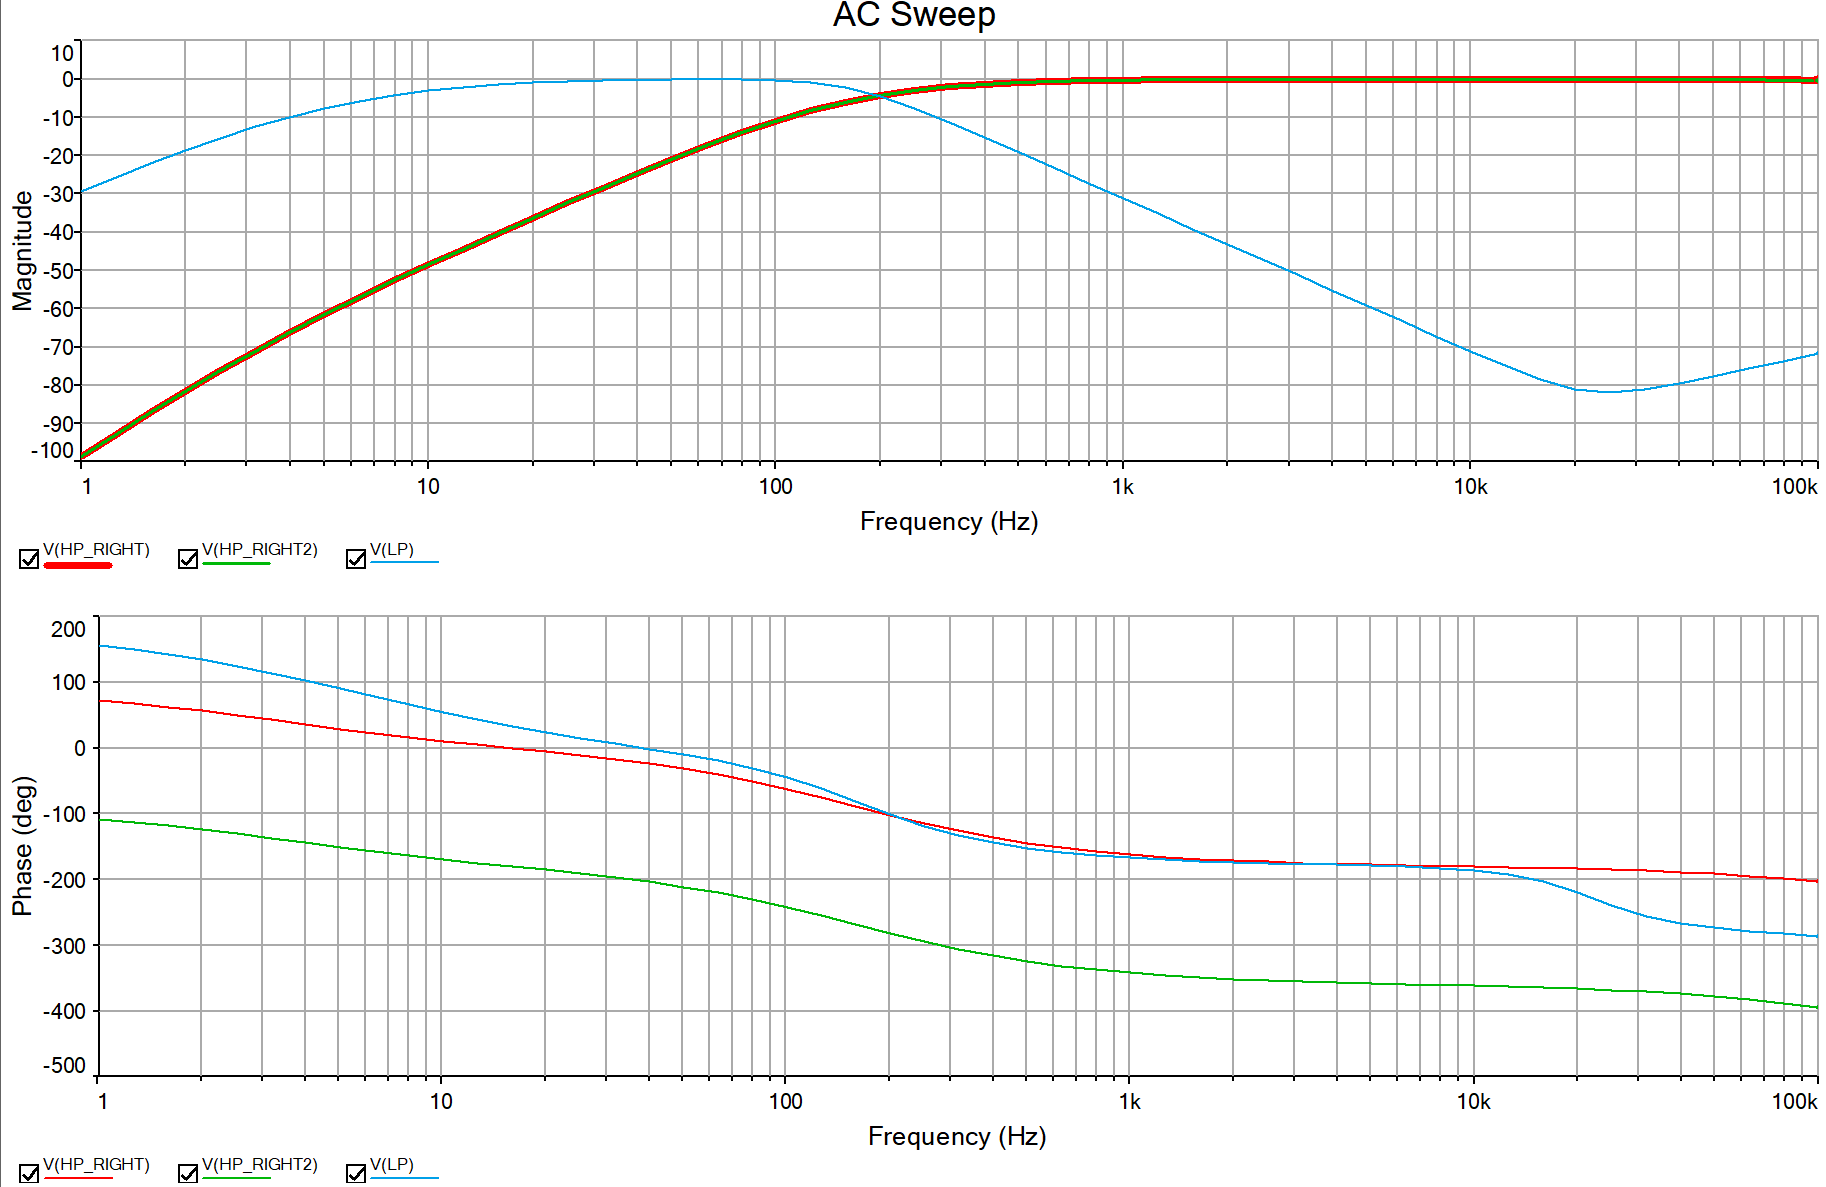 AC Sweep
10
0
-10
-20
-30
-40
-50
-60
-70
-80
-90
-100
Magnitude
1 10 100 1k 10k 100k
Frequency (Hz)
V(HP_RIGHT) V(HP_RIGHT2) V(LP)
200
100
0
-100
-200
-300
-400
-500
Phase (deg)
1 10 100 1k 10k 100k
Frequency (Hz)
V(HP_RIGHT) V(HP_RIGHT2) V(LP)